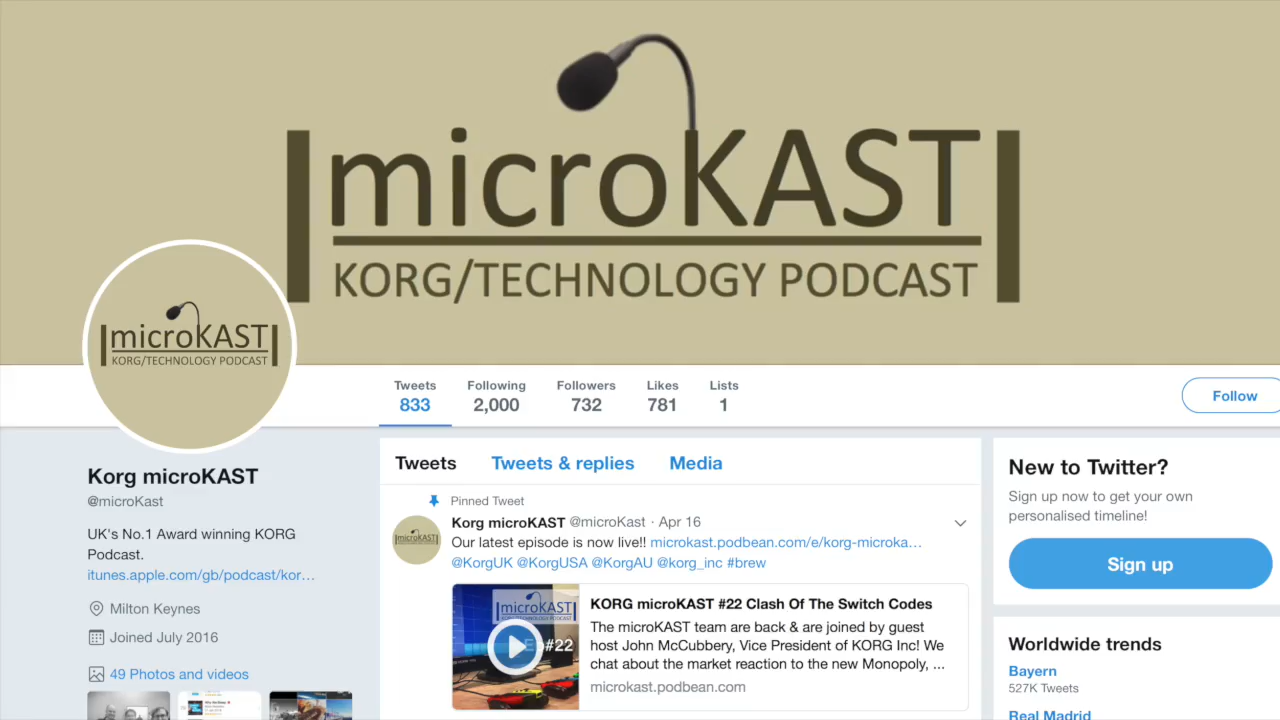 microKAST
KORG/TECHNOLOGY PODCAST
microKAST
KORG/TECHNOLOGY PODCAST
Tweets
833
Following
2,000
Followers
732
Likes
781
Lists
1
Follow
Korg microKAST
@microKast
UK's No.1 Award winning KORG
Podcast.
itunes.apple.com/gb/podcast/kor…
Milton Keynes
Joined July 2016
49 Photos and videos
Tweets
Tweets & replies
Media
Pinned Tweet
microKAST
Korg microKAST @microKast · Apr 16
Our latest episode is now live!! microkast.podbean.com/e/korg-microka…
@KorgUK @KorgUSA @KorgAU @korg_inc #brew
microKAST
#22
KORG microKAST #22 Clash Of The Switch Codes
The microKAST team are back & are joined by guest
host John McCubbery, Vice President of KORG Inc! We
chat about the market reaction to the new Monopoly, ...
microkast.podbean.com
New to Twitter?
Sign up now to get your own
personalised timeline!
Sign up
Worldwide trends
Bayern
527K Tweets
Real Madrid